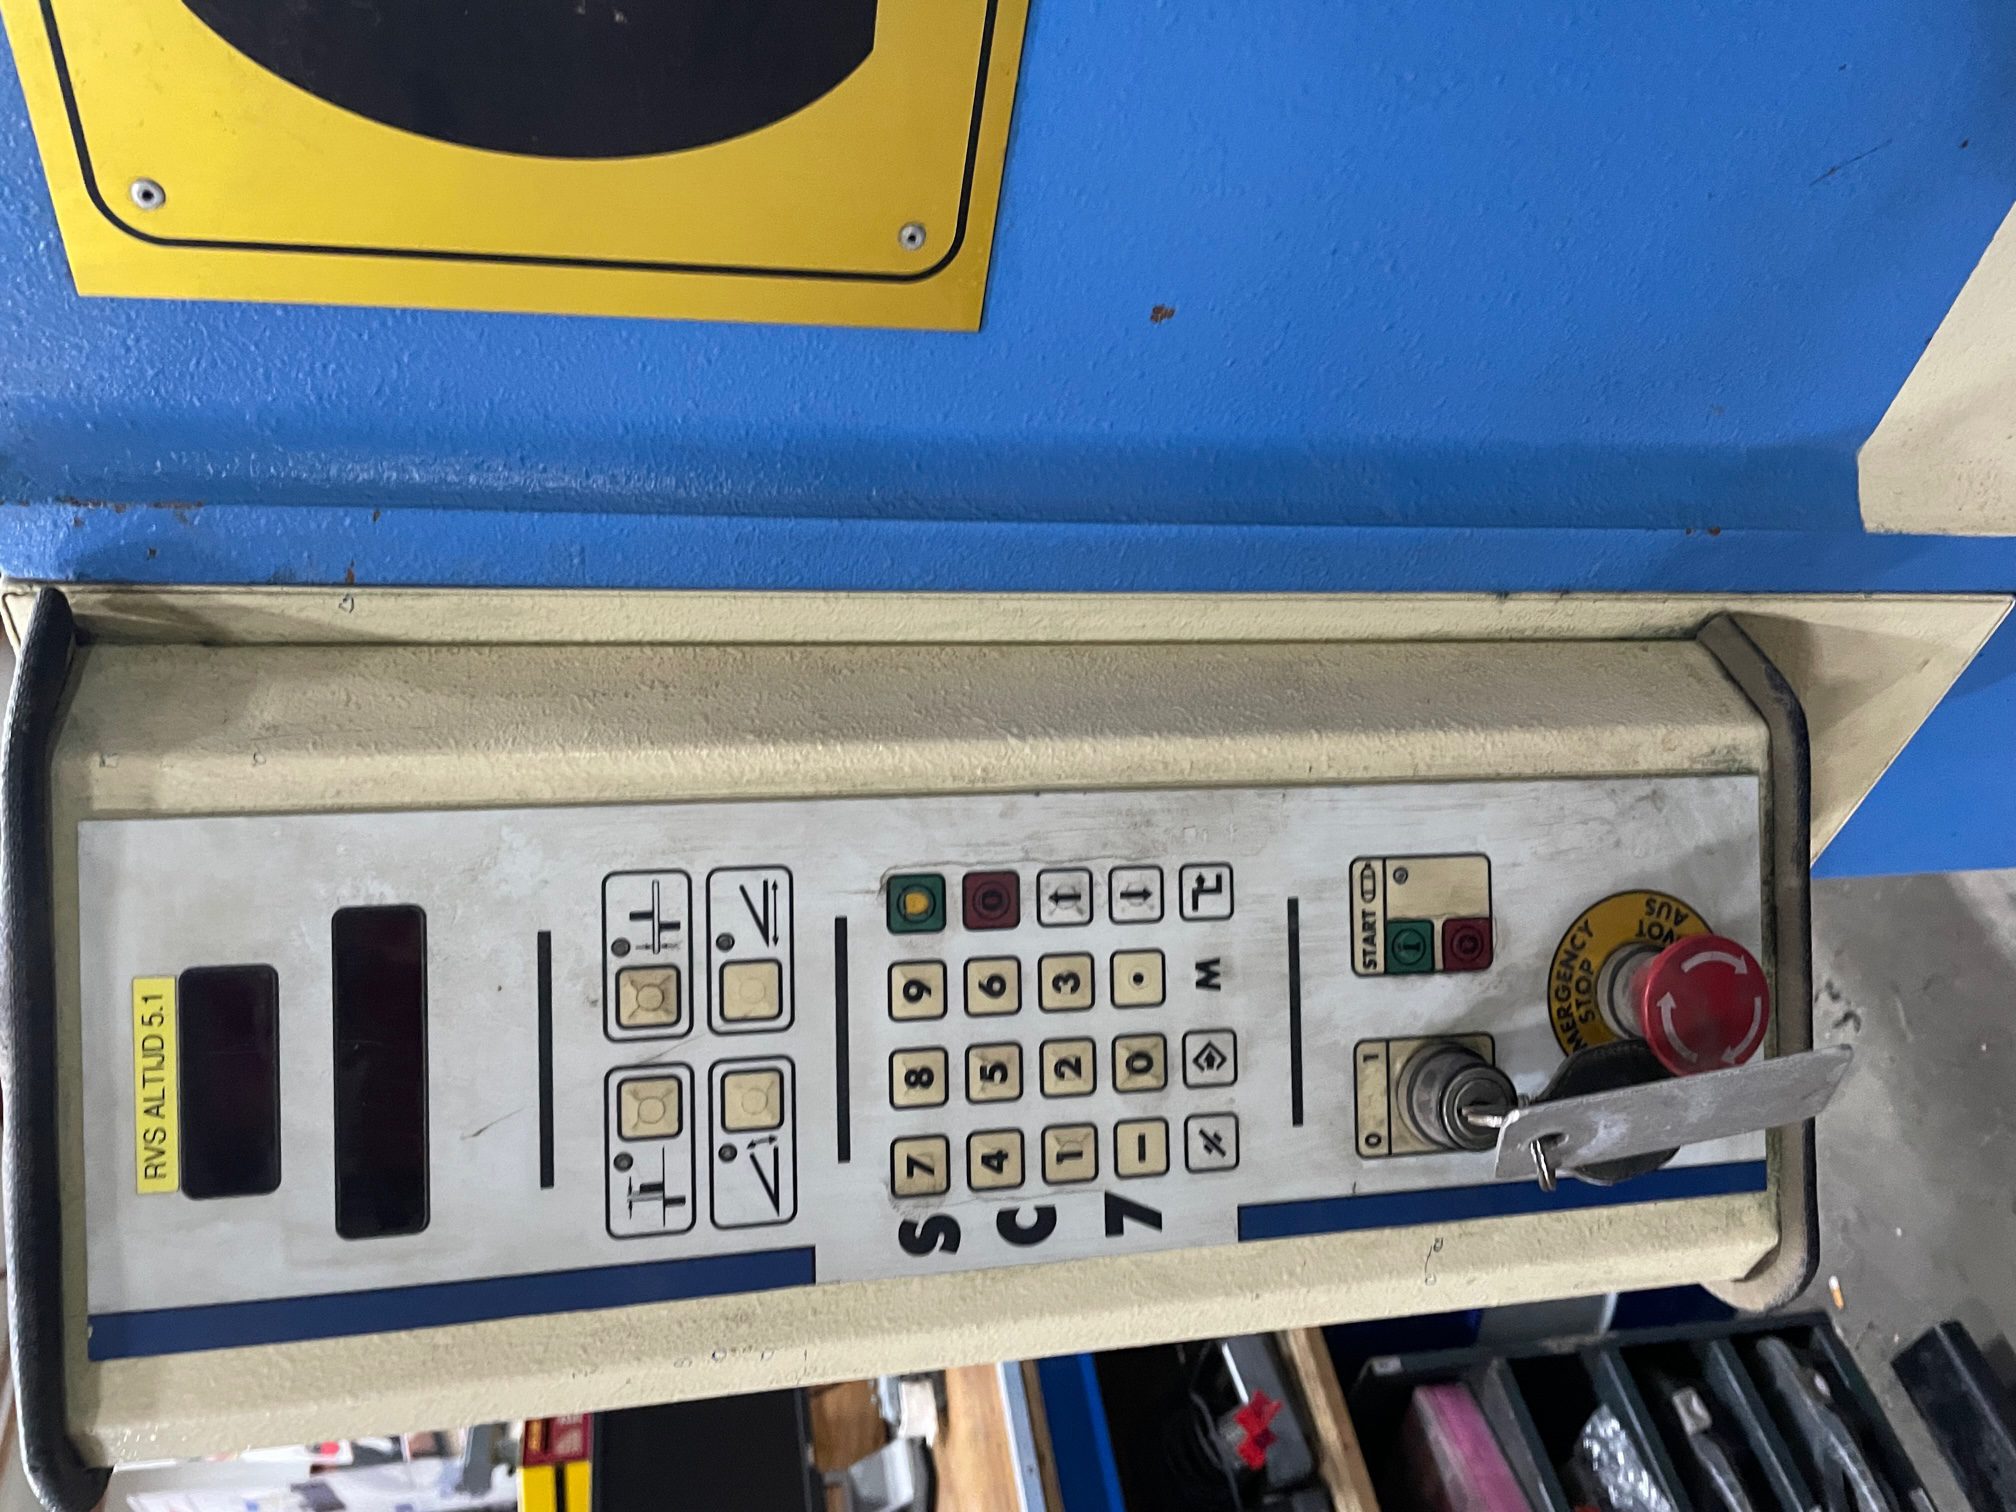 RVS ALTIJD 5.1
S
C
7
7 8 9
4 5 6 0
1 2 3
- 0 .
% M
0 1
START
I
0
EMERGENCY
STOP
NOT
AUS